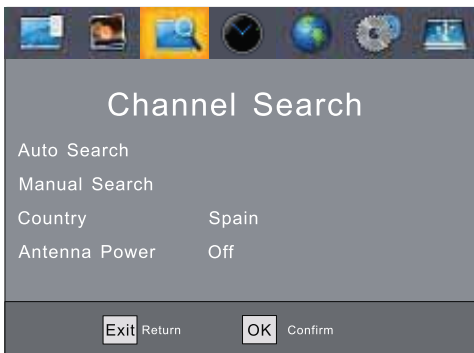 Channel Search
Auto Search
Manual Search
Country Spain
Antenna Power Off
Exit Return OK Confirm